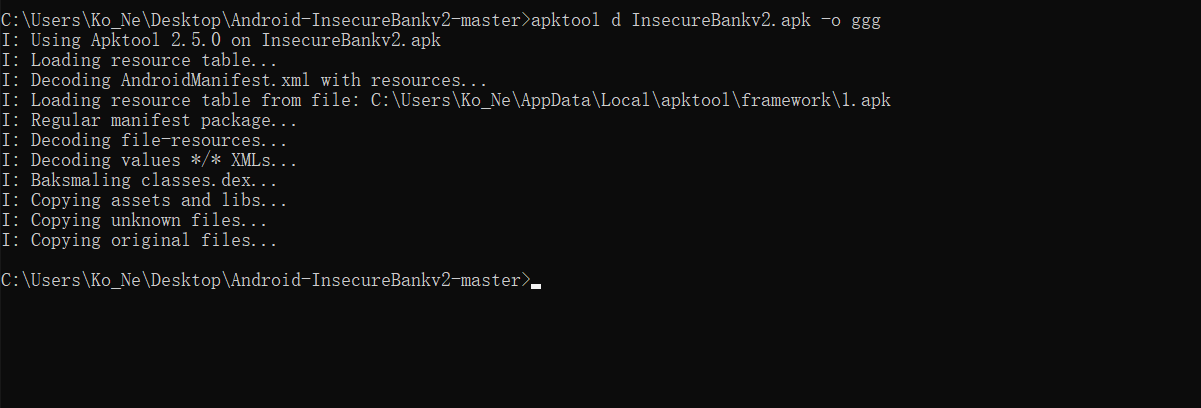 C:\Users\Ko_Ne\Desktop\Android-InsecureBankv2-master>apktool d InsecureBankv2.apk -o ggg
I: Using Apktool 2.5.0 on InsecureBankv2.apk
I: Loading resource table...
I: Decoding AndroidManifest.xml with resources...
I: Loading resource table from file: C:\Users\Ko_Ne\AppData\Local\apktool\framework\1.apk
I: Regular manifest package...
I: Decoding file-resources...
I: Decoding values */* XMLs...
I: Baksmaling classes.dex...
I: Copying assets and libs...
I: Copying unknown files...
I: Copying original files...
C:\Users\Ko_Ne\Desktop\Android-InsecureBankv2-master>